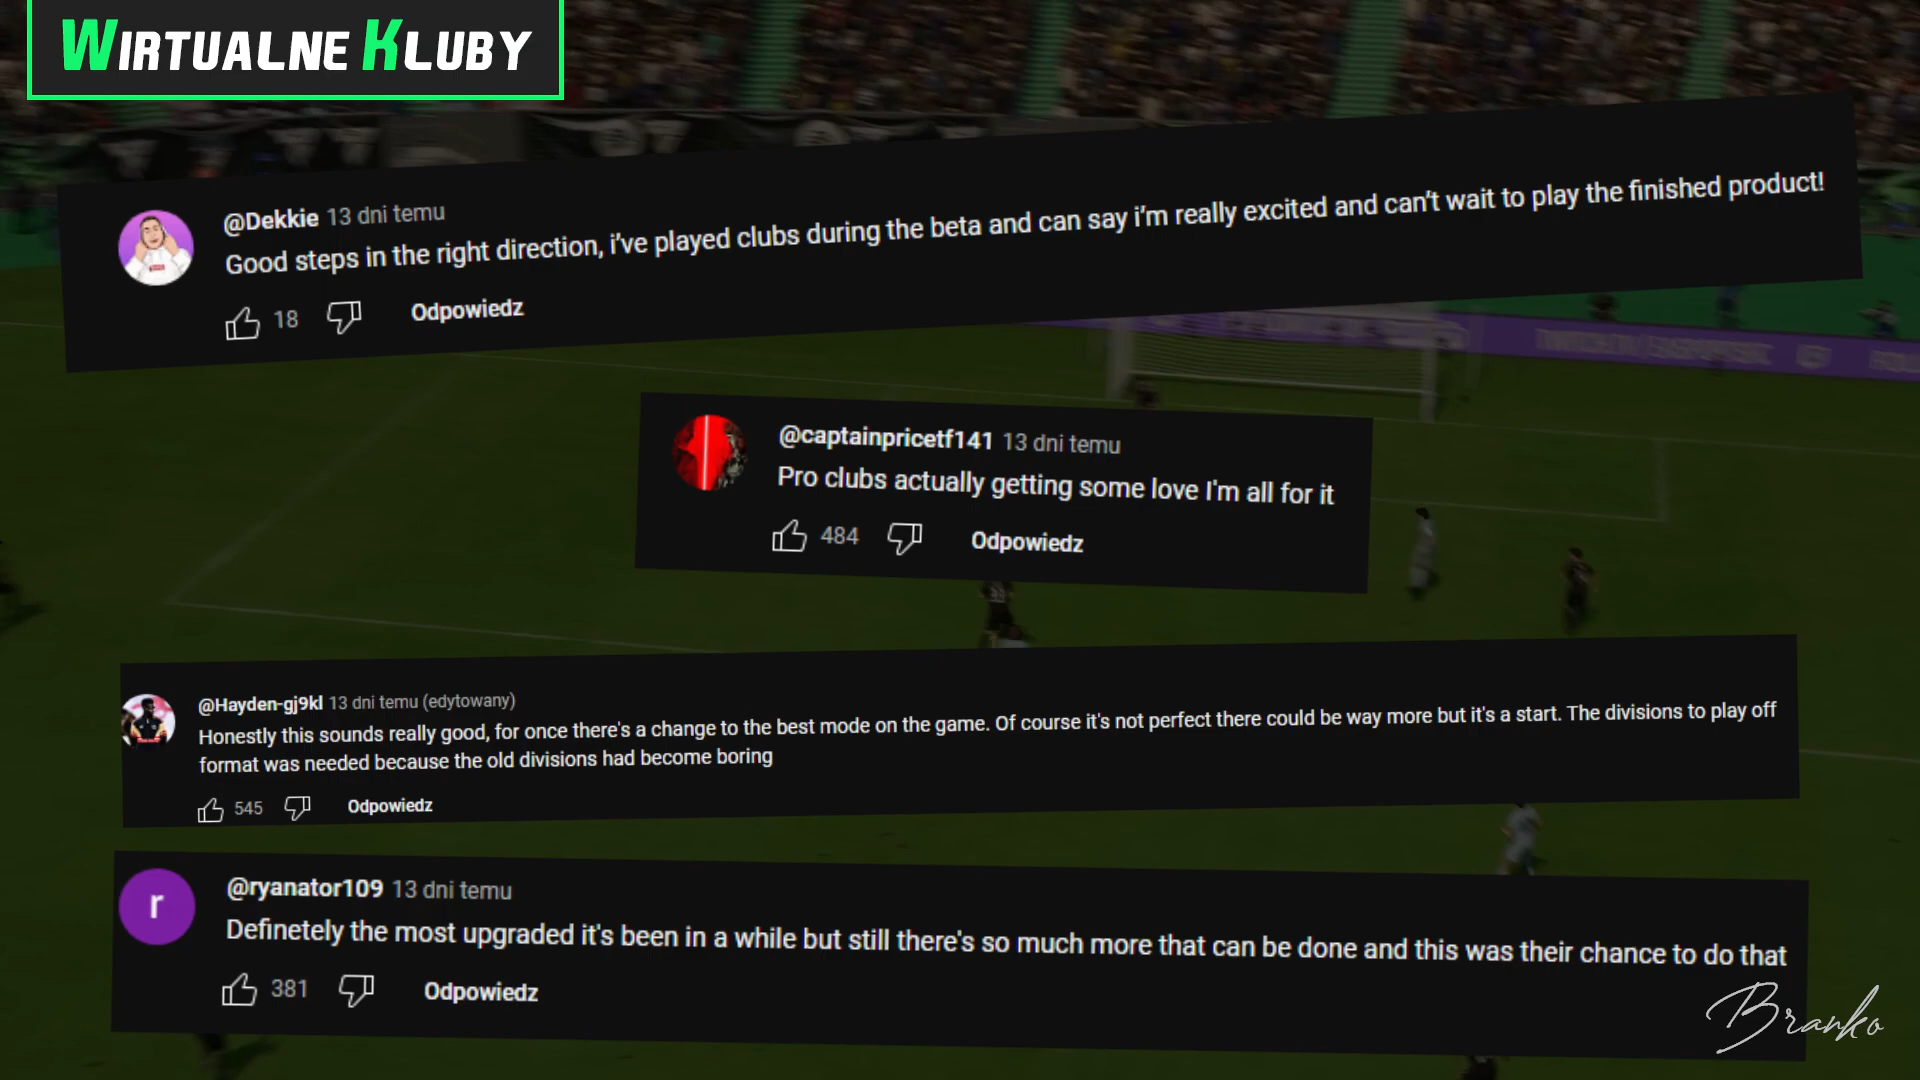 WIRTUALNE KLUBY
@Dekkie 13 dni temu
Good steps in the right direction, i've played clubs during the beta and can say i'm really excited and can't wait to play the finished product!
18 Odpowiedz
@captainpricetf141 13 dni temu
Pro clubs actually getting some love I'm all for it
484 Odpowiedz
@Hayden-gj9kl 13 dni temu (edytowany)
Honestly this sounds really good, for once there's a change to the best mode on the game. Of course it's not perfect there could be way more but it's a start. The divisions to play off
format was needed because the old divisions had become boring
545 Odpowiedz
r
@ryanator109 13 dni temu
Definetely the most upgraded it's been in a while but still there's so much more that can be done and this was their chance to do that
381 Odpowiedz
Branko